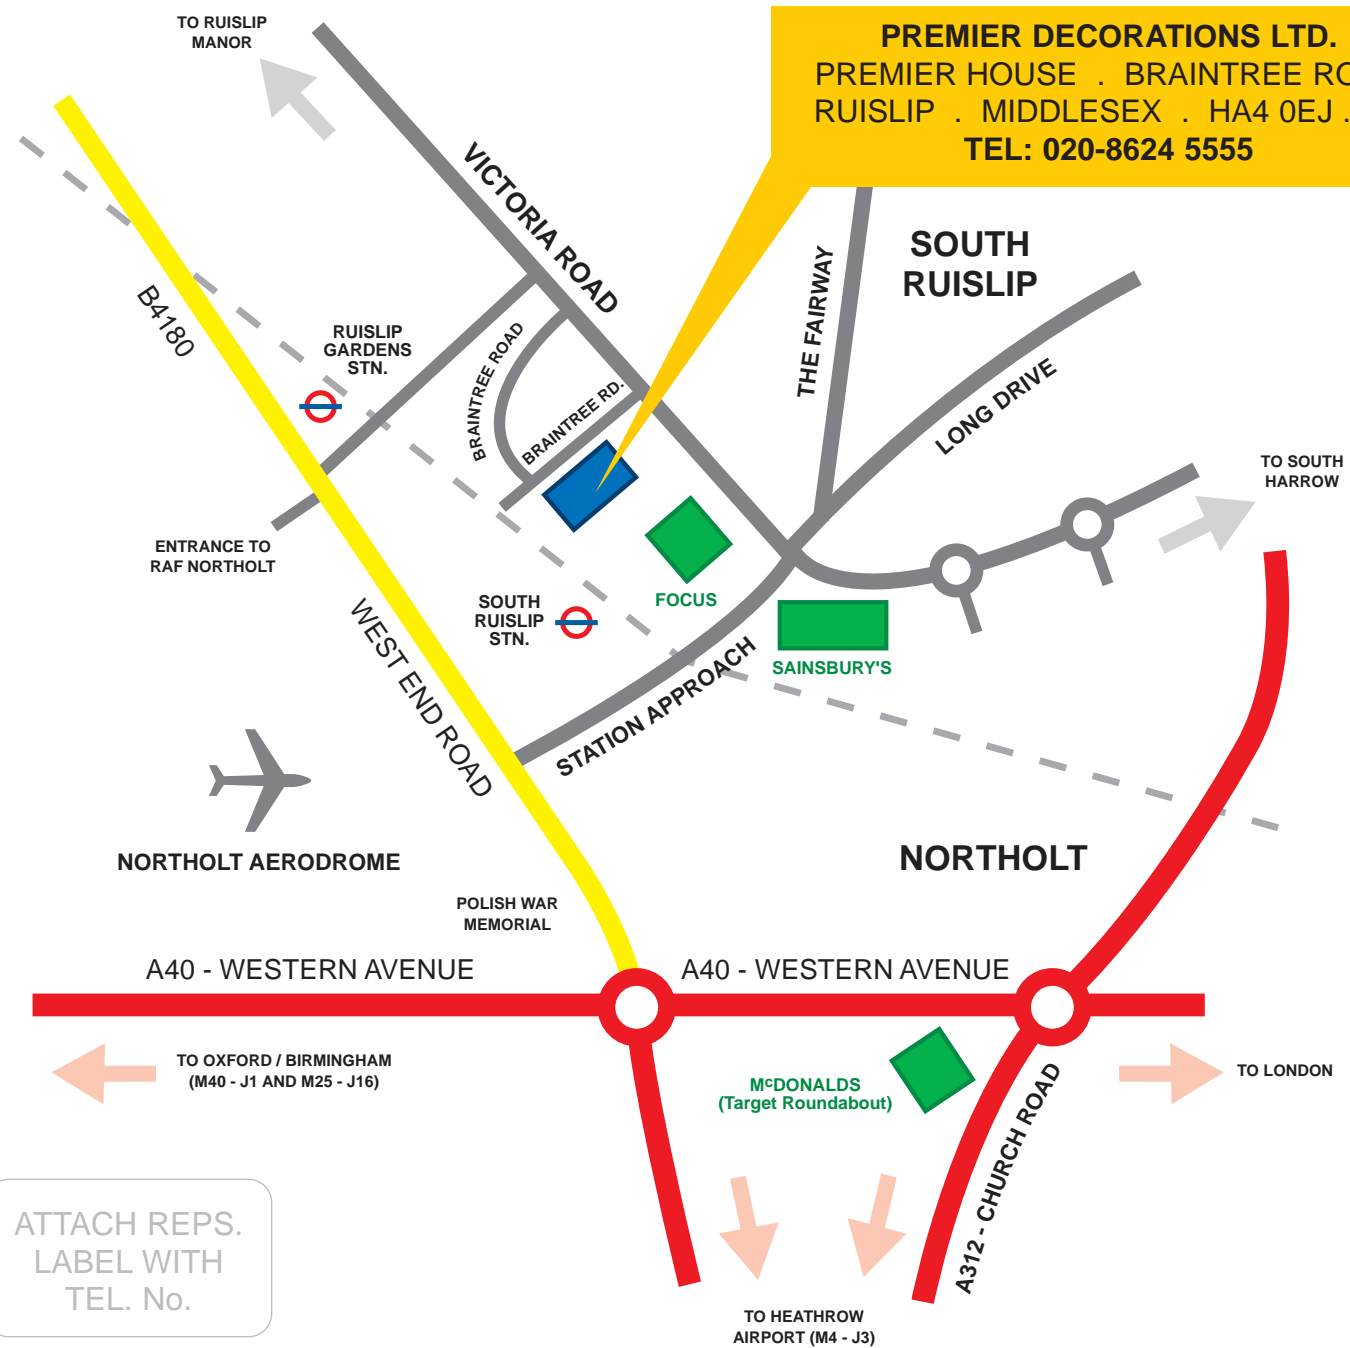 TO RUISLIP
MANOR
PREMIER DECORATIONS LTD.
PREMIER HOUSE . BRAINTREE
RUISLIP . MIDDLESEX . HA4 0EJ .
TEL: 020-8624 5555
VICTORIA ROAD
SOUTH
RUISLIP
THE FAIRWAY
B4180
RUISLIP
GARDENS
STN.
BRAINTREE ROAD
BRAINTREE RD.
LONG DRIVE
TO SOUTH
HARROW
ENTRANCE TO
RAF NORTHOLT
SOUTH
RUISLIP
STN.
FOCUS
WEST END ROAD
SAINSBURY'S
STATION APPROACH
NORTHOLT AERODROME
NORTHOLT
POLISH WAR
MEMORIAL
A40 - WESTERN AVENUE
A40 - WESTERN AVENUE
TO OXFORD / BIRMINGHAM
(M40 - J1 AND M25 - J16)
McDONALDS
(Target Roundabout)
TO LONDON
A312 - CHURCH ROAD
ATTACH REPS.
LABEL WITH
TEL. No.
TO HEATHROW
AIRPORT (M4 - J3)